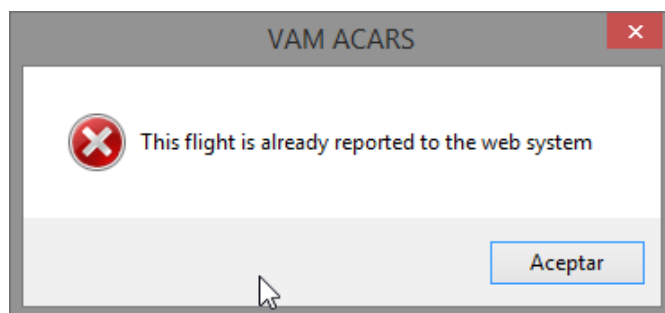 VAM ACARS
This flight is already reported to the web system
Aceptar